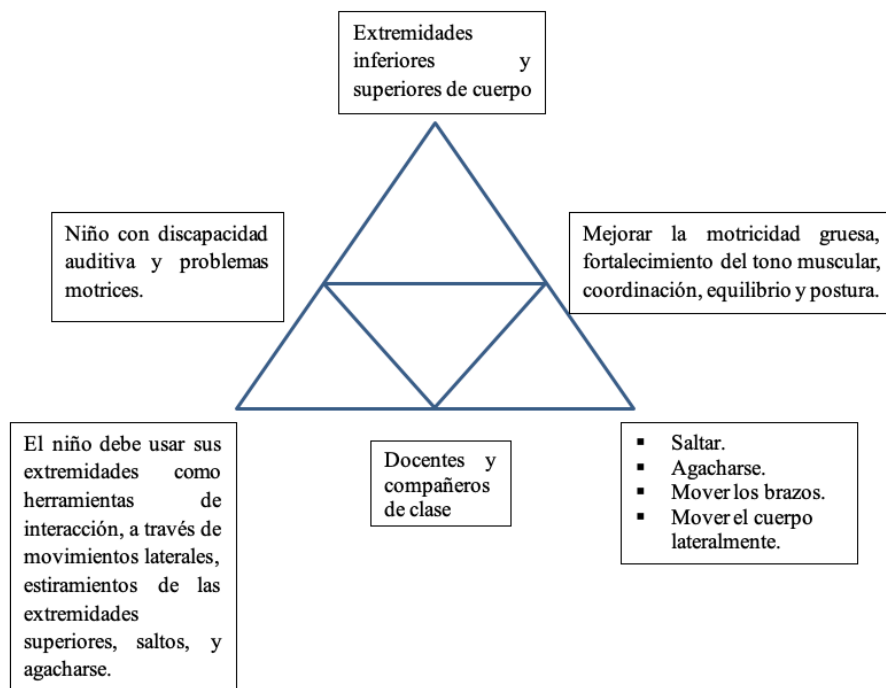 Extremidades
inferiores y
superiores de cuerpo
Niño con discapacidad
auditiva y problemas
motrices.
Mejorar la motricidad gruesa,
fortalecimiento del tono muscular,
coordinación, equilibrio y postura.
El niño debe usar sus
extremidades como
herramientas de
interacción, a través de
movimientos laterales,
estiramientos de las
extremidades
superiores, saltos, y
agacharse.
Docentes y
compañeros
de clase
▪ Saltar.
▪ Agacharse.
▪ Mover los brazos.
▪ Mover el cuerpo
lateralmente.